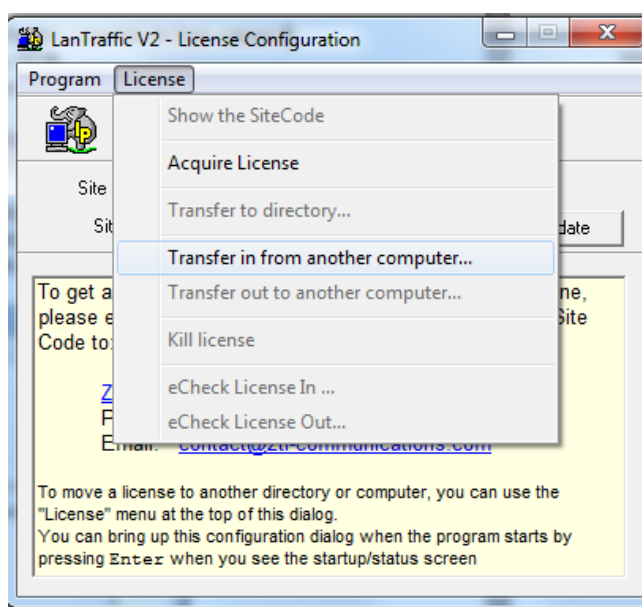 LanTraffic V2 - License Configuration
Program License
Show the SiteCode
Acquire License
Site
Transfer to directory...
Sit
date
Transfer in from another computer...
To get a
ne,
Transfer out to another computer...
please e
Site
Code to:
Kill license
Z
eCheck License In ...
P
eCheck License Out...
Email: contact@zti-communications.com
To move a license to another directory or computer, you can use the
"License" menu at the top of this dialog.
You can bring up this configuration dialog when the program starts by
pressing Enter when you see the startup/status screen